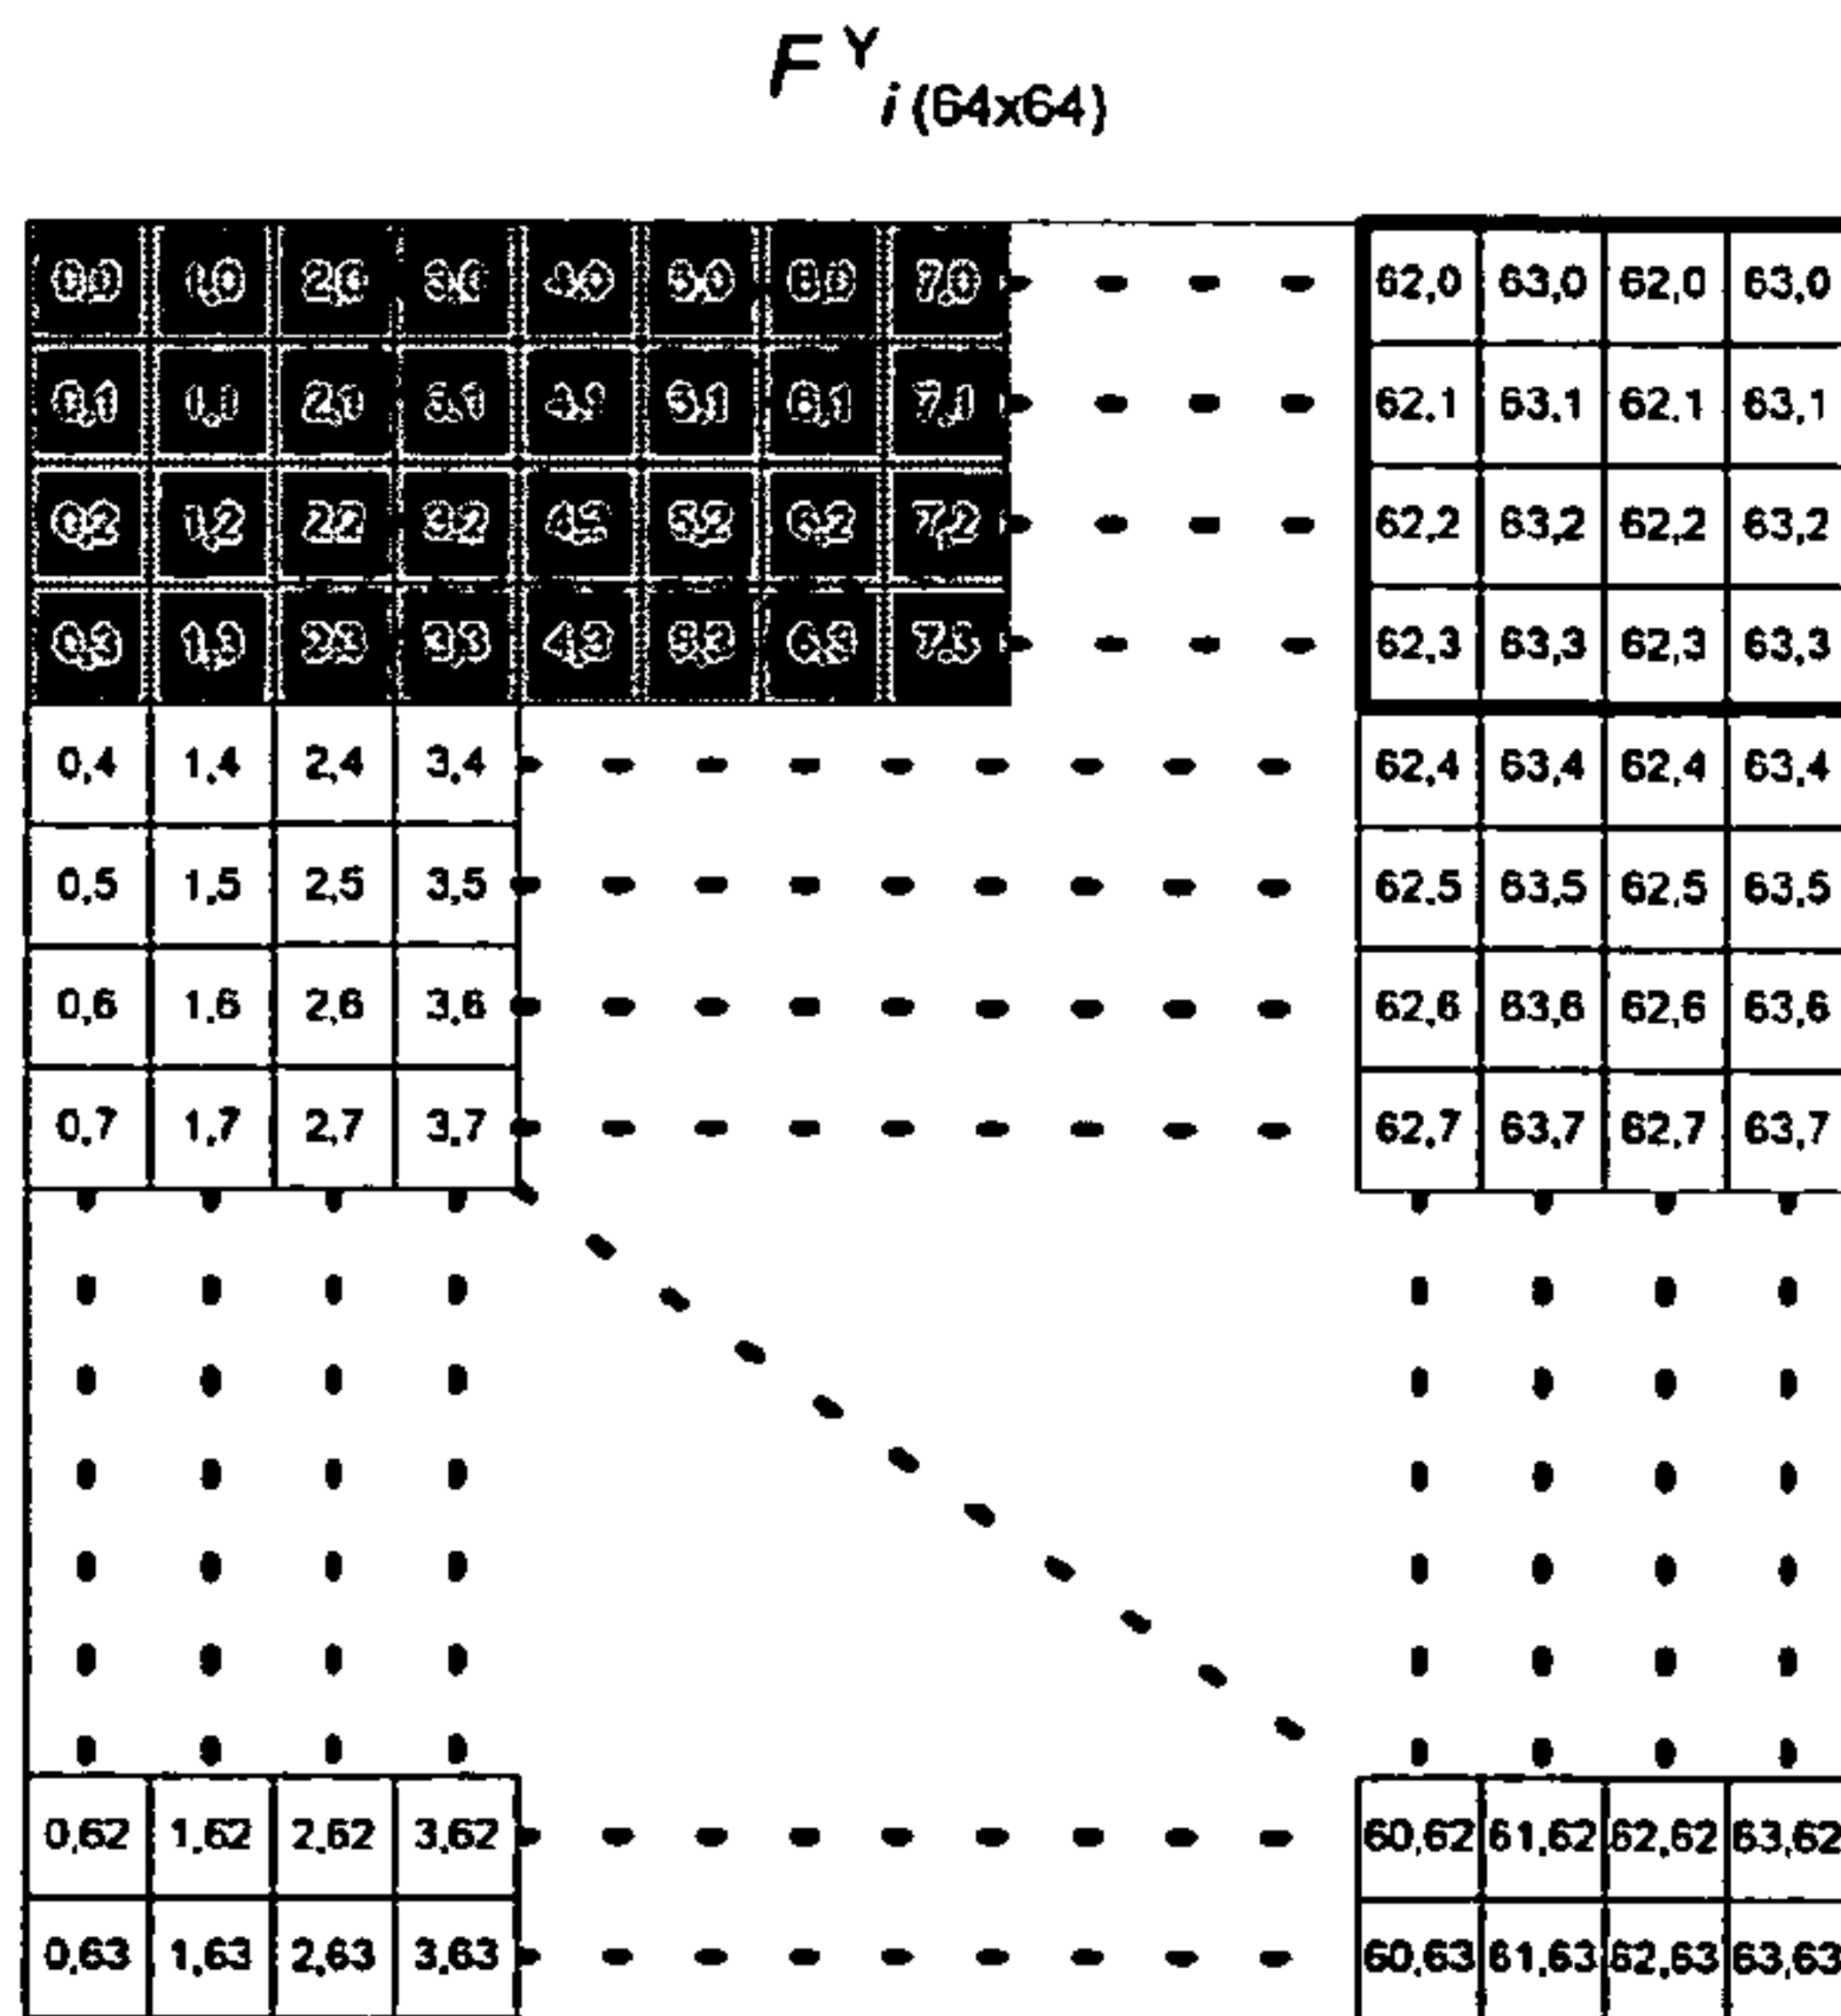 F Y i (64x64)
0,0 1,0 2,0 3,0 4,0 5,0 6,0 7,0 62,0 63,0 62,0 63,0
0,1 1,1 2,1 3,1 4,1 5,1 6,1 7,1 62,1 63,1 62,1 63,1
0,2 1,2 2,2 3,2 4,2 5,2 6,2 7,2 62,2 63,2 62,2 63,2
0,3 1,3 2,3 3,3 4,3 5,3 6,3 7,3 62,3 63,3 62,3 63,3
0,4 1,4 2,4 3,4 62,4 63,4 62,4 63,4
0,5 1,5 2,5 3,5 62,5 63,5 62,5 63,5
0,6 1,6 2,6 3,6 62,6 63,6 62,6 63,6
0,7 1,7 2,7 3,7 62,7 63,7 62,7 63,7
0,62 1,62 2,62 3,62 60,62 61,62 62,62 63,62
0,63 1,63 2,63 3,63 60,63 61,63 62,63 63,63